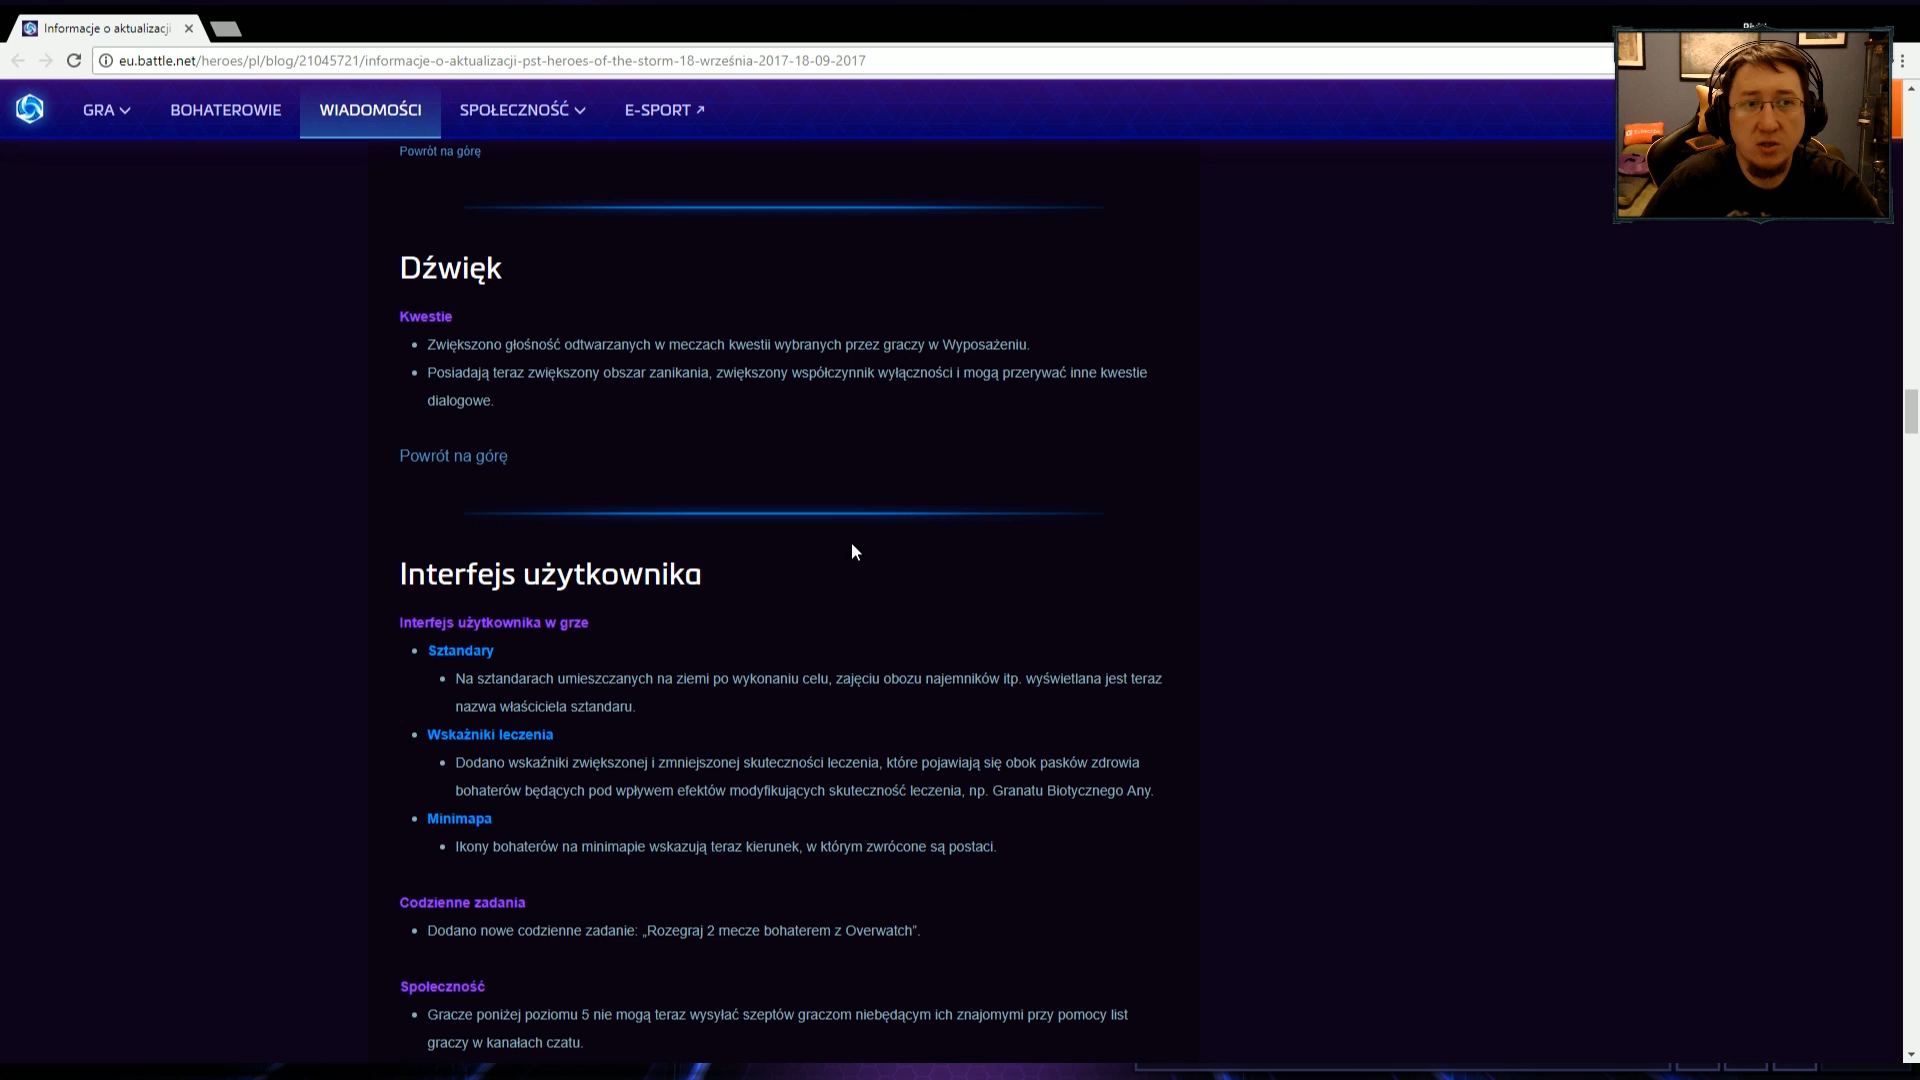 Informacje o aktualizacji
eu.battle.net/heroes/pl/blog/21045721/informacje-o-aktualizacji-pst-heroes-of-the-storm-18-września-2017-18-09-2017
GRA BOHATEROWIE WIADOMOŚCI SPOŁECZNOŚĆ E-SPORT
Powrót na górę
Dźwięk
Kwestie
Zwiększono głośność odtwarzanych w meczach kwestii wybranych przez graczy w Wyposażeniu.
Posiadają teraz zwiększony obszar zanikania, zwiększony współczynnik wyłączności i mogą przerywać inne kwestie
dialogowe.
Powrót na górę
Interfejs użytkownika
Interfejs użytkownika w grze
Sztandary
Na sztandarach umieszczanych na ziemi po wykonaniu celu, zajęciu obozu najemników itp. wyświetlana jest teraz
nazwa właściciela sztandaru.
Wskaźniki leczenia
Dodano wskaźniki zwiększonej i zmniejszonej skuteczności leczenia, które pojawiają się obok pasków zdrowia
bohaterów będących pod wpływem efektów modyfikujących skuteczność leczenia, np. Granatu Biotycznego Any.
Minimapa
Ikony bohaterów na minimapie wskazują teraz kierunek, w którym zwrócone są postaci.
Codzienne zadania
Dodano nowe codzienne zadanie: „Rozegraj 2 mecze bohaterem z Overwatch”.
Społeczność
Gracze poniżej poziomu 5 nie mogą teraz wysyłać szeptów graczom niebędącym ich znajomymi przy pomocy list
graczy w kanałach czatu.